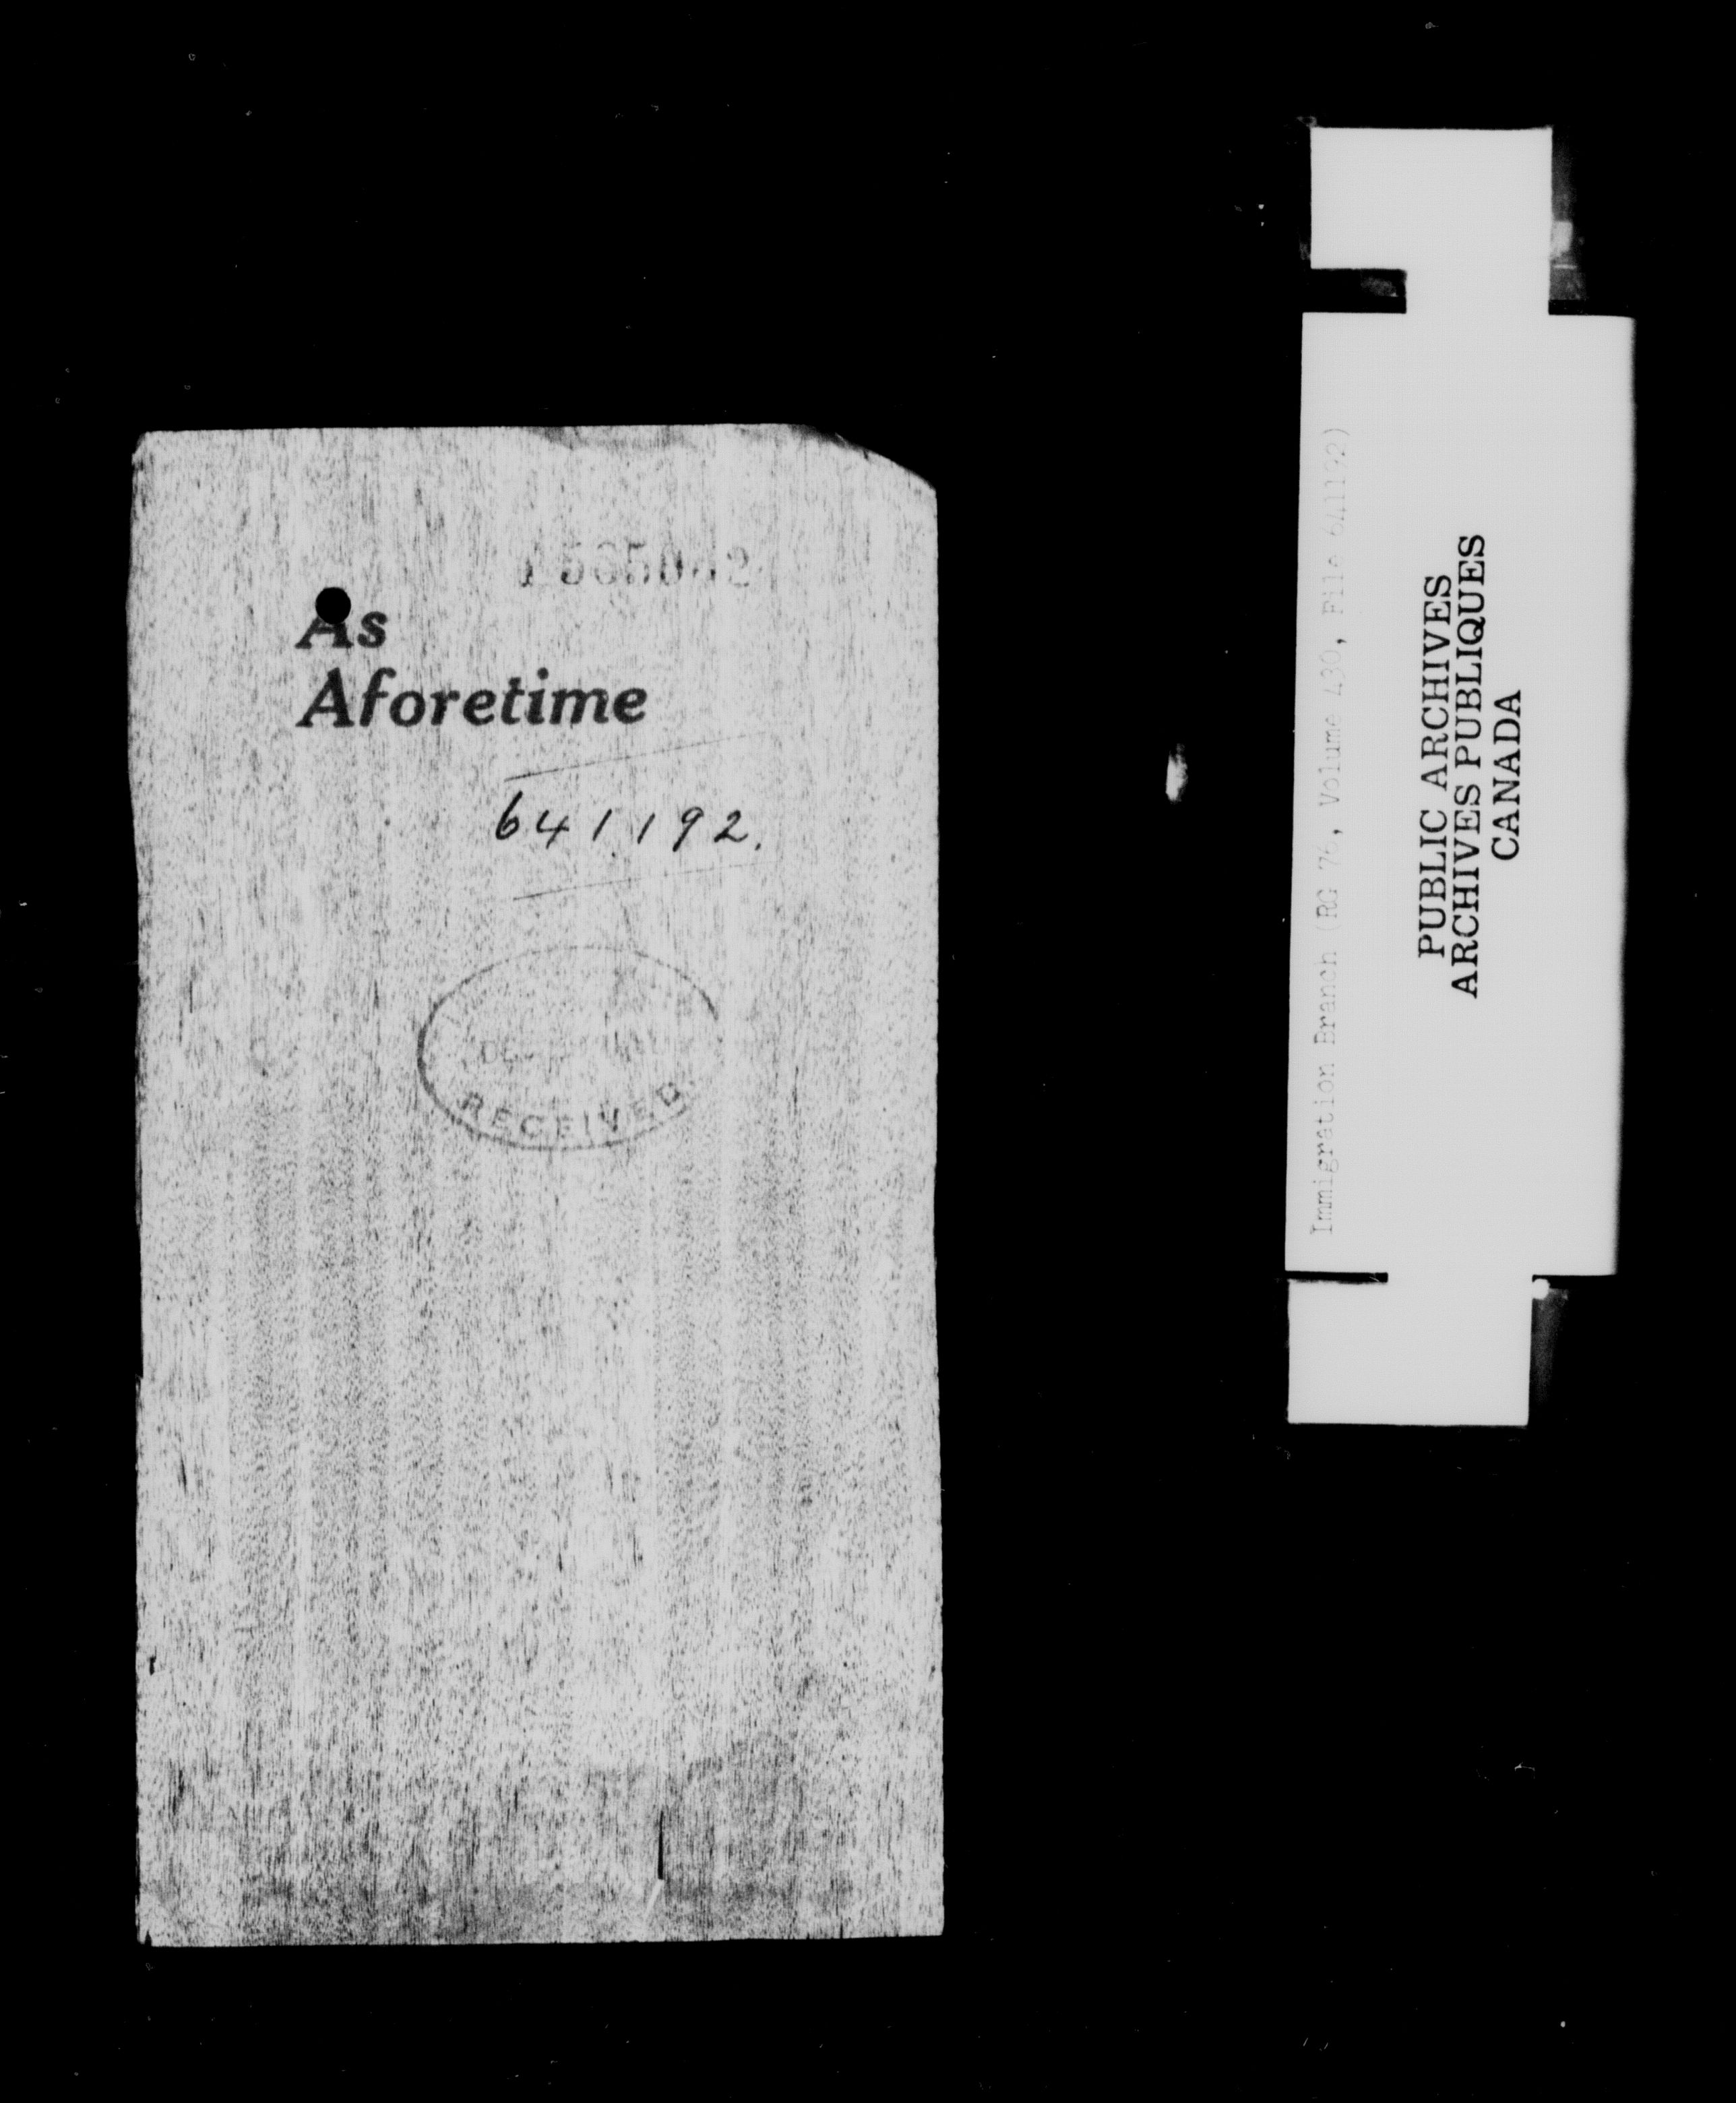 As
Aforetime
641192.
RECEIVED
Immigration Branch (RG 76, Volume 430, File 641192)
PUBLIC ARCHIVES
ARCHIVES PUBLIQUES
CANADA